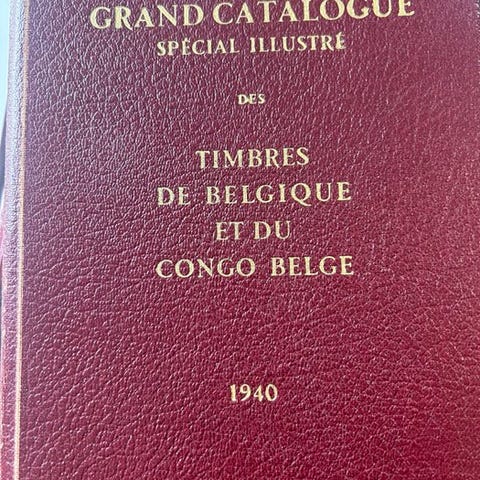 GRAND CATALOGUE
SPÉCIAL ILLUSTRÉ
DES
TIMBRES
DE BELGIQUE
ET DU
CONGO BELGE
1940